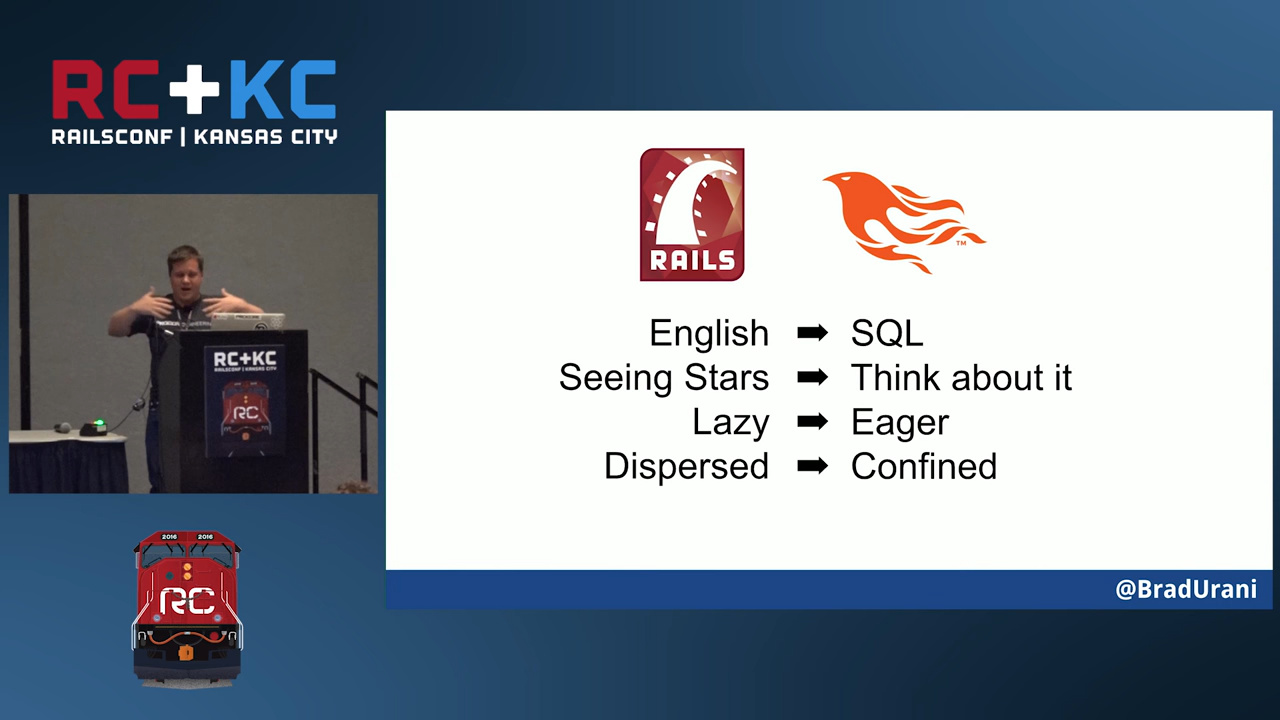 RC+KC
RAILSCONF | KANSAS CITY
RAILS
TM
English ➡ SQL
Seeing Stars ➡ Think about it
Lazy ➡ Eager
Dispersed ➡ Confined
@BradUrani
RC+KC
RAILSCONF | KANSAS CITY
RC
2016 2016
RC